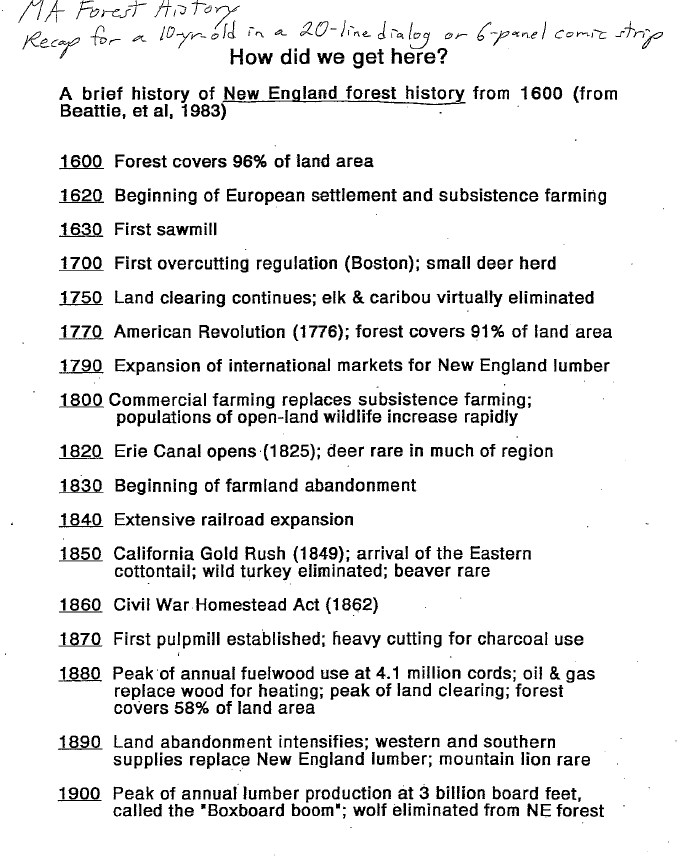 MA Forest History
Recap for a 10-yr-old in a 20-line dialog or 6-panel comic strip
How did we get here?
A brief history of New England forest history from 1600 (from
Beattie, et al, 1983)
1600 Forest covers 96% of land area
1620 Beginning of European settlement and subsistence farming
1630 First sawmill
1700 First overcutting regulation (Boston); small deer herd
1750 Land clearing continues; elk & caribou virtually eliminated
1770 American Revolution (1776); forest covers 91% of land area
1790 Expansion of international markets for New England lumber
1800 Commercial farming replaces subsistence farming;
populations of open-land wildlife increase rapidly
1820 Erie Canal opens (1825); deer rare in much of region
1830 Beginning of farmland abandonment
1840 Extensive railroad expansion
1850 California Gold Rush (1849); arrival of the Eastern
cottontail; wild turkey eliminated; beaver rare
1860 Civil War Homestead Act (1862)
1870 First pulpmill established; heavy cutting for charcoal use
1880 Peak of annual fuelwood use at 4.1 million cords; oil & gas
replace wood for heating; peak of land clearing; forest
covers 58% of land area
1890 Land abandonment intensifies; western and southern
supplies replace New England lumber; mountain lion rare
1900 Peak of annual lumber production at 3 billion board feet,
called the "Boxboard boom"; wolf eliminated from NE forest